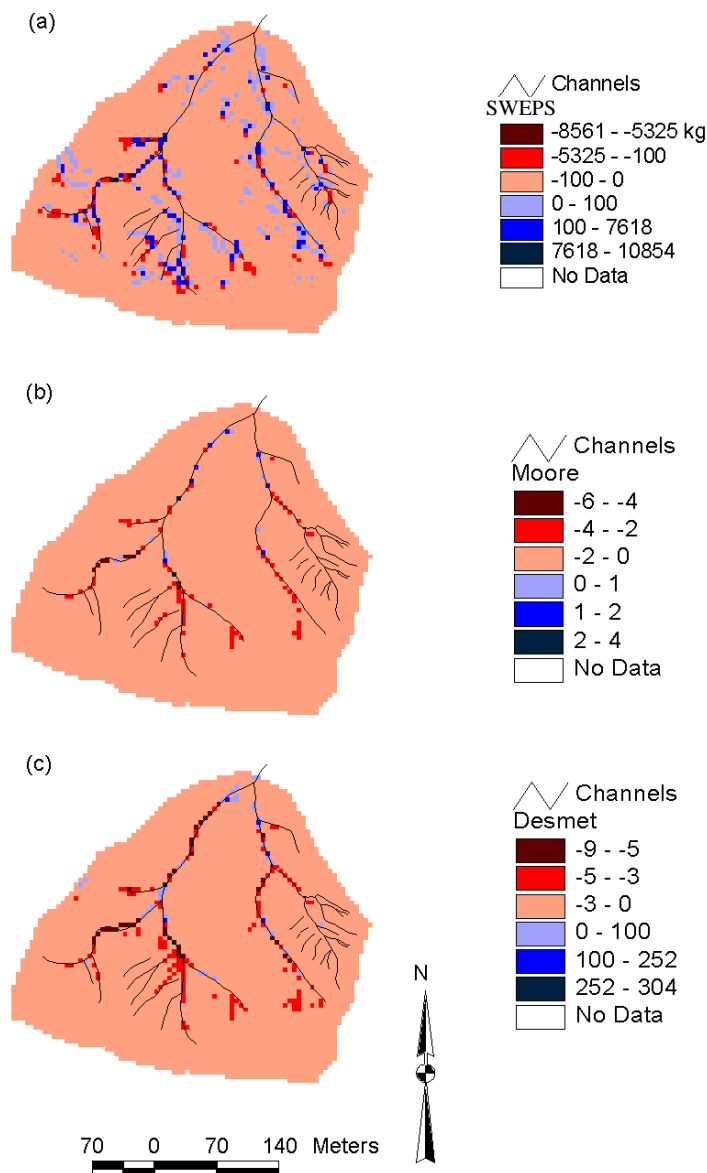 (a)
Channels
SWEPS
-8561 - -5325 kg
-5325 - -100
-100 - 0
0 - 100
100 - 7618
7618 - 10854
No Data
(b)
Channels
Moore
-6 - -4
-4 - -2
-2 - 0
0 - 1
1 - 2
2 - 4
No Data
(c)
Channels
Desmet
-9 - -5
-5 - -3
-3 - 0
0 - 100
100 - 252
252 - 304
No Data
N
70 0 70 140 Meters